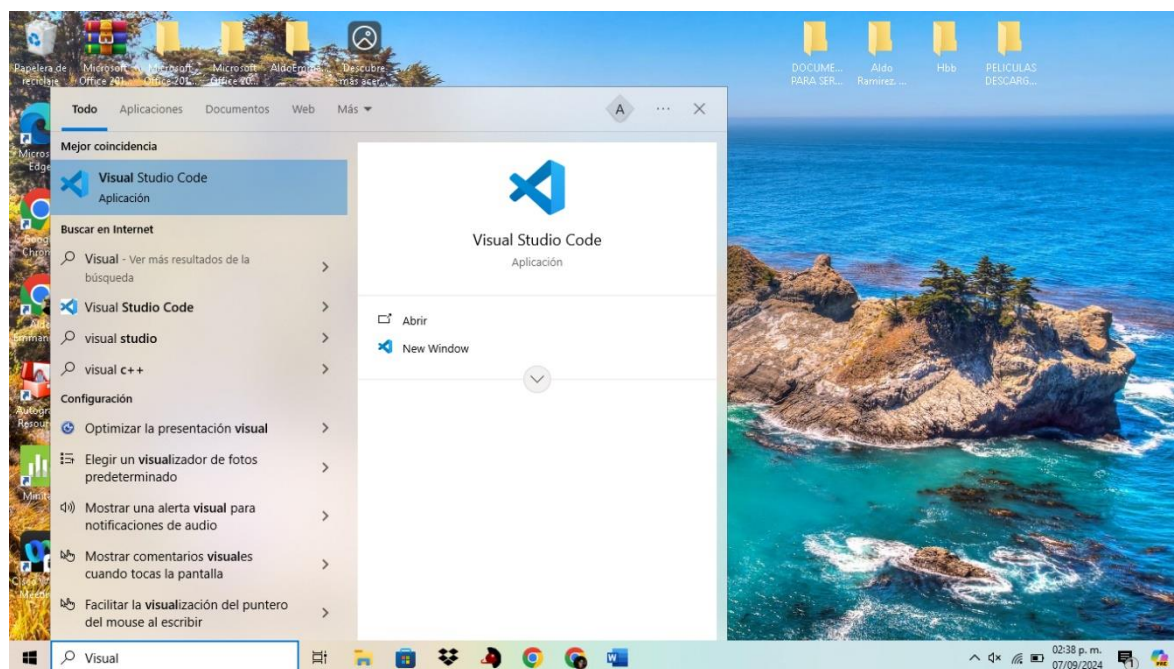 Papelera de
reciclaje
Microsoft
Office 201...
Microsoft
Office 201...
Microsoft
Office 20...
Descubre
más acer...
DOCUME...
PARA SER...
Aldo
Ramirez. ...
Hbb
PELICULAS
DESCARG...
Todo Aplicaciones Documentos Web Más
A
Mejor coincidencia
Visual Studio Code
Aplicación
Buscar en Internet
Visual - Ver más resultados de la
búsqueda
Visual Studio Code
visual studio
visual c++
Configuración
Optimizar la presentación visual
Elegir un visualizador de fotos
predeterminado
Mostrar una alerta visual para
notificaciones de audio
Mostrar comentarios visuales
cuando tocas la pantalla
Facilitar la visualización del puntero
del mouse al escribir
Visual Studio Code
Aplicación
Abrir
New Window
Visual
02:38 p. m.
07/09/2024